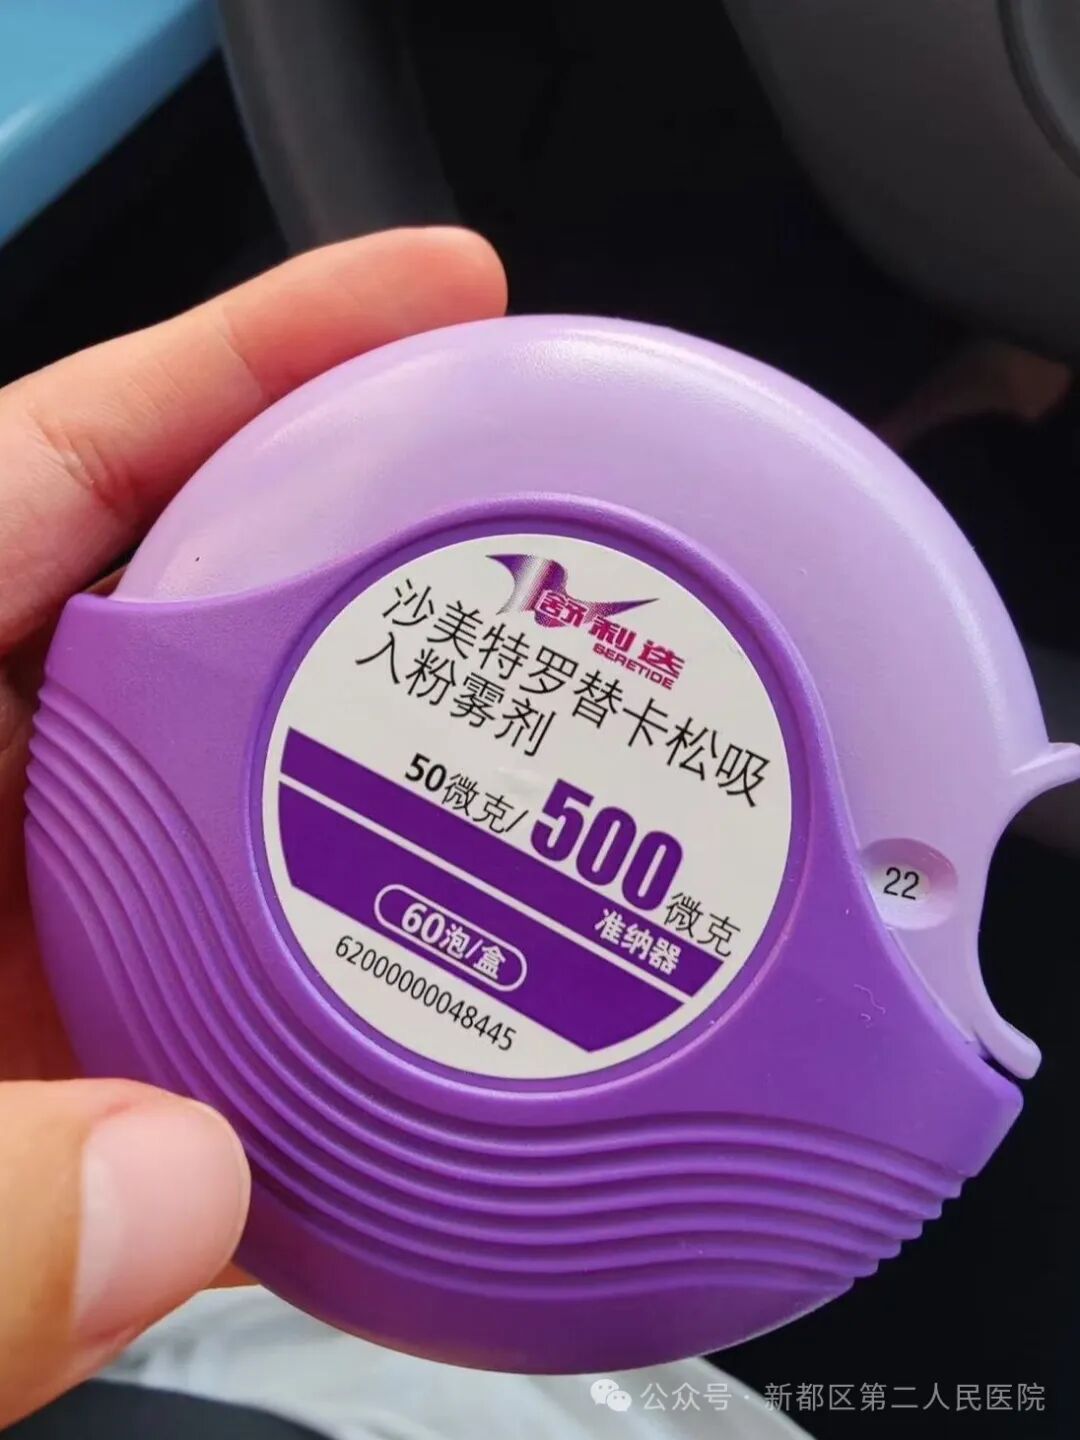 舒利迭
SERETIDE
沙美特罗替卡松吸
入粉雾剂
50微克/500微克
准纳器
60泡/盒
62000000048445
22
公众号·新都区第二人民医院